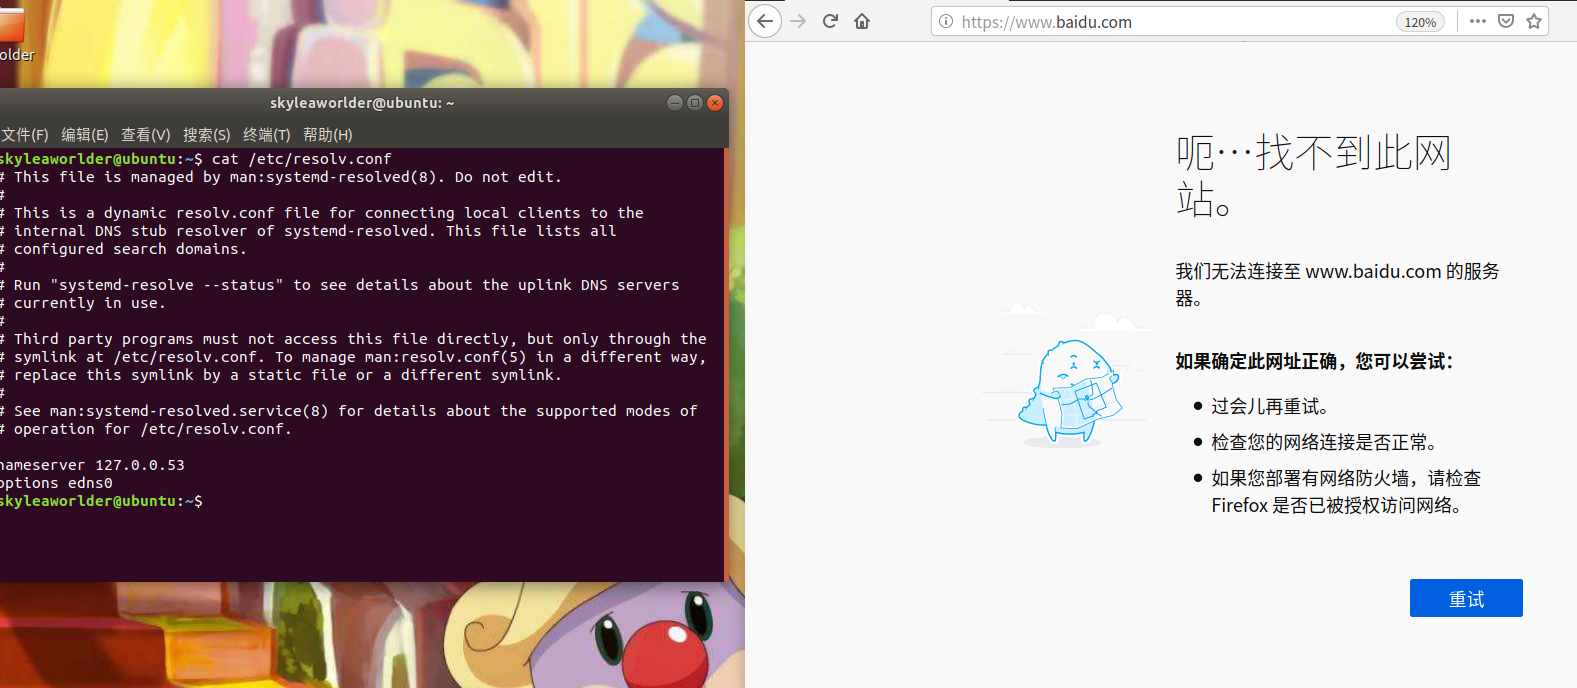 older
skyleaworlder@ubuntu: ~
文件(F) 编辑(E) 查看(V) 搜索(S) 终端(T) 帮助(H)
skyleaworlder@ubuntu:~$ cat /etc/resolv.conf
# This file is managed by man:systemd-resolved(8). Do not edit.
#
# This is a dynamic resolv.conf file for connecting local clients to the
# internal DNS stub resolver of systemd-resolved. This file lists all
# configured search domains.
#
# Run "systemd-resolve --status" to see details about the uplink DNS servers
# currently in use.
#
# Third party programs must not access this file directly, but only through the
# symlink at /etc/resolv.conf. To manage man:resolv.conf(5) in a different way,
# replace this symlink by a static file or a different symlink.
#
# See man:systemd-resolved.service(8) for details about the supported modes of
# operation for /etc/resolv.conf.
nameserver 127.0.0.53
options edns0
skyleaworlder@ubuntu:~$
https://www.baidu.com 120%
呃…找不到此网
站。
我们无法连接至 www.baidu.com 的服务
器。
如果确定此网址正确，您可以尝试：
过会儿再重试。
检查您的网络连接是否正常。
如果您部署有网络防火墙，请检查
Firefox 是否已被授权访问网络。
重试